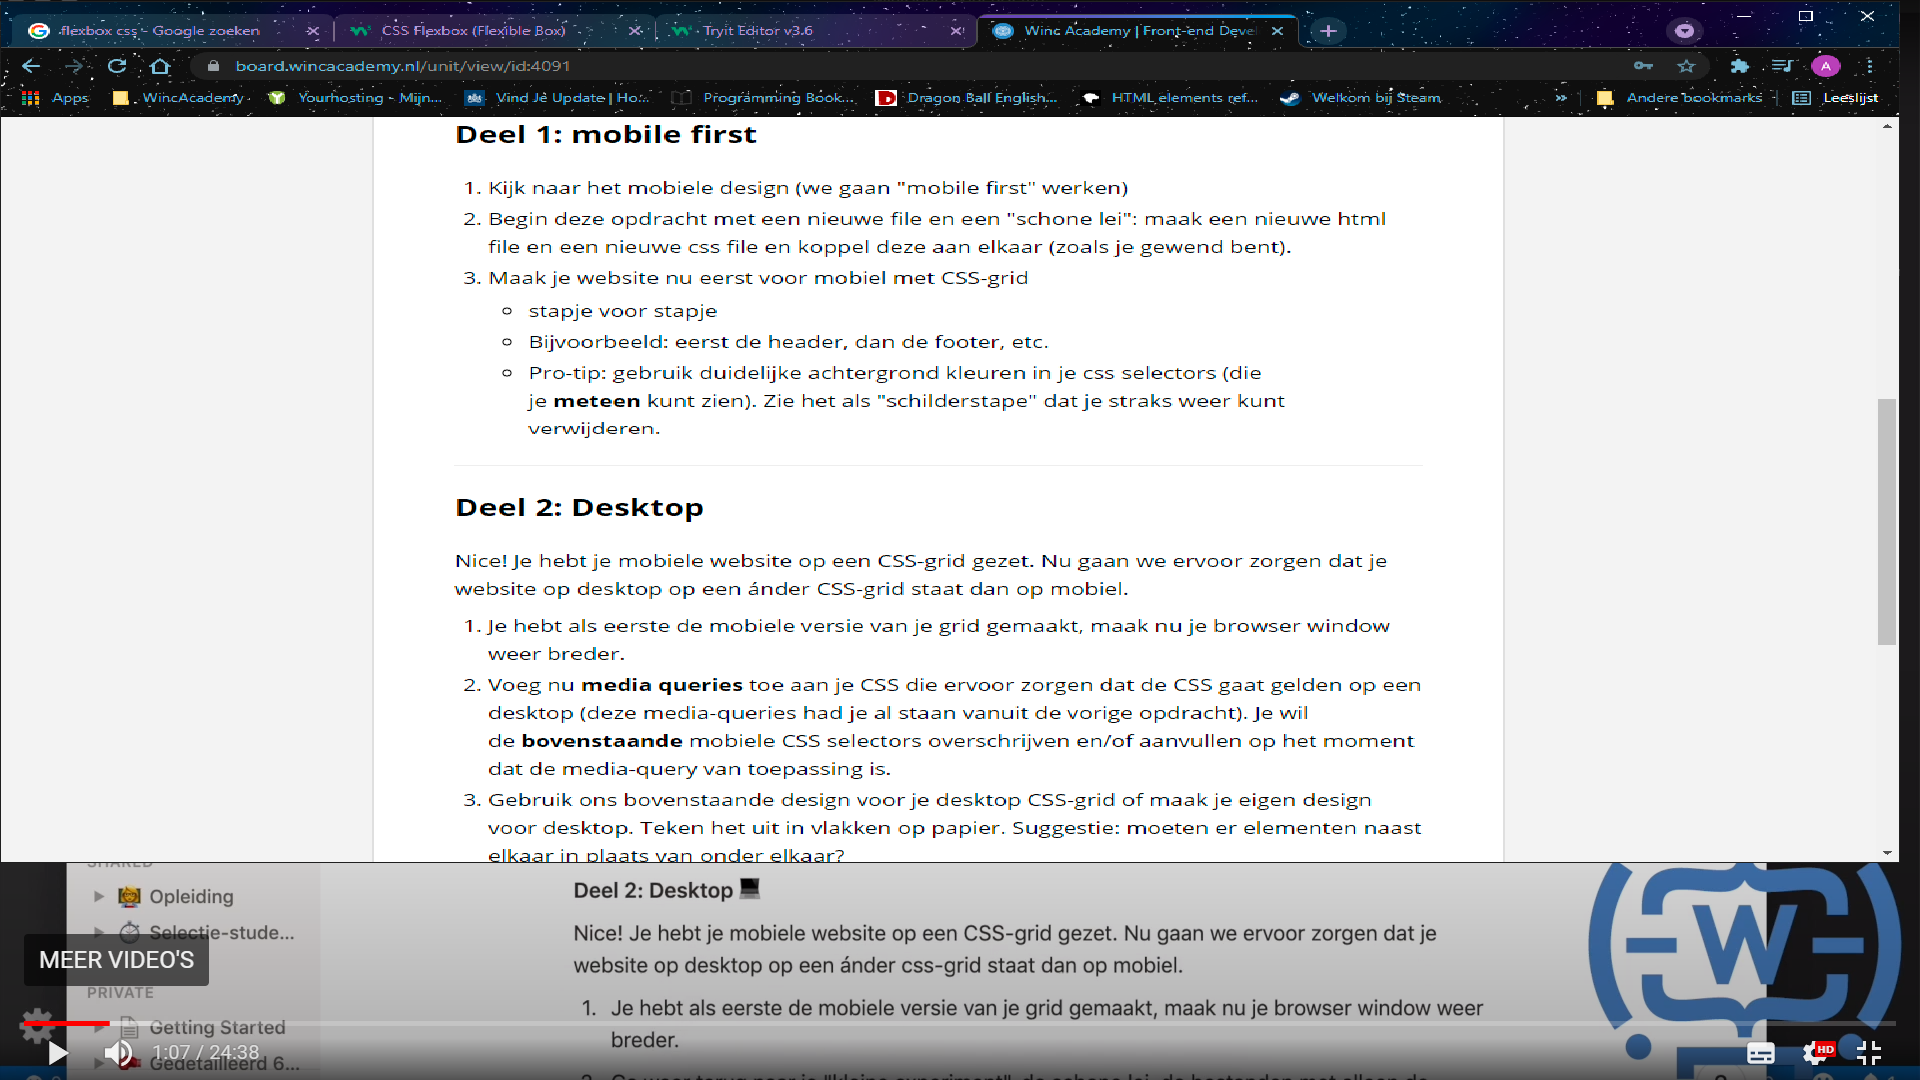 flexbox css - Google zoeken
CSS Flexbox (Flexible Box)
Tryit Editor v3.6
Winc Academy | Front-end Deve
board.wincacademy.nl/unit/view/id:4091
A
Apps
WincAcademy
Yourhosting - Mijn...
Vind Je Update | Ho...
Programming Book...
Dragon Ball English...
HTML elements ref...
Welkom bij Steam
»
Andere bookmarks
Leeslijst
Deel 1: mobile first
1. Kijk naar het mobiele design (we gaan "mobile first" werken)
2. Begin deze opdracht met een nieuwe file en een "schone lei": maak een nieuwe html
file en een nieuwe css file en koppel deze aan elkaar (zoals je gewend bent).
3. Maak je website nu eerst voor mobiel met CSS-grid
stapje voor stapje
Bijvoorbeeld: eerst de header, dan de footer, etc.
Pro-tip: gebruik duidelijke achtergrond kleuren in je css selectors (die
je meteen kunt zien). Zie het als "schilderstape" dat je straks weer kunt
verwijderen.
Deel 2: Desktop
Nice! Je hebt je mobiele website op een CSS-grid gezet. Nu gaan we ervoor zorgen dat je
website op desktop op een ánder CSS-grid staat dan op mobiel.
1. Je hebt als eerste de mobiele versie van je grid gemaakt, maak nu je browser window
weer breder.
2. Voeg nu media queries toe aan je CSS die ervoor zorgen dat de CSS gaat gelden op een
desktop (deze media-queries had je al staan vanuit de vorige opdracht). Je wil
de bovenstaande mobiele CSS selectors overschrijven en/of aanvullen op het moment
dat de media-query van toepassing is.
3. Gebruik ons bovenstaande design voor je desktop CSS-grid of maak je eigen design
voor desktop. Teken het uit in vlakken op papier. Suggestie: moeten er elementen naast
elkaar in plaats van onder elkaar?
SHARED
Opleiding
Selectie-stude...
MEER VIDEO'S
PRIVATE
Getting Started
Gedetailleerd 6...
1:07 / 24:38
Deel 2: Desktop
Nice! Je hebt je mobiele website op een CSS-grid gezet. Nu gaan we ervoor zorgen dat je
website op desktop op een ánder css-grid staat dan op mobiel.
1. Je hebt als eerste de mobiele versie van je grid gemaakt, maak nu je browser window weer
breder.
W
HD